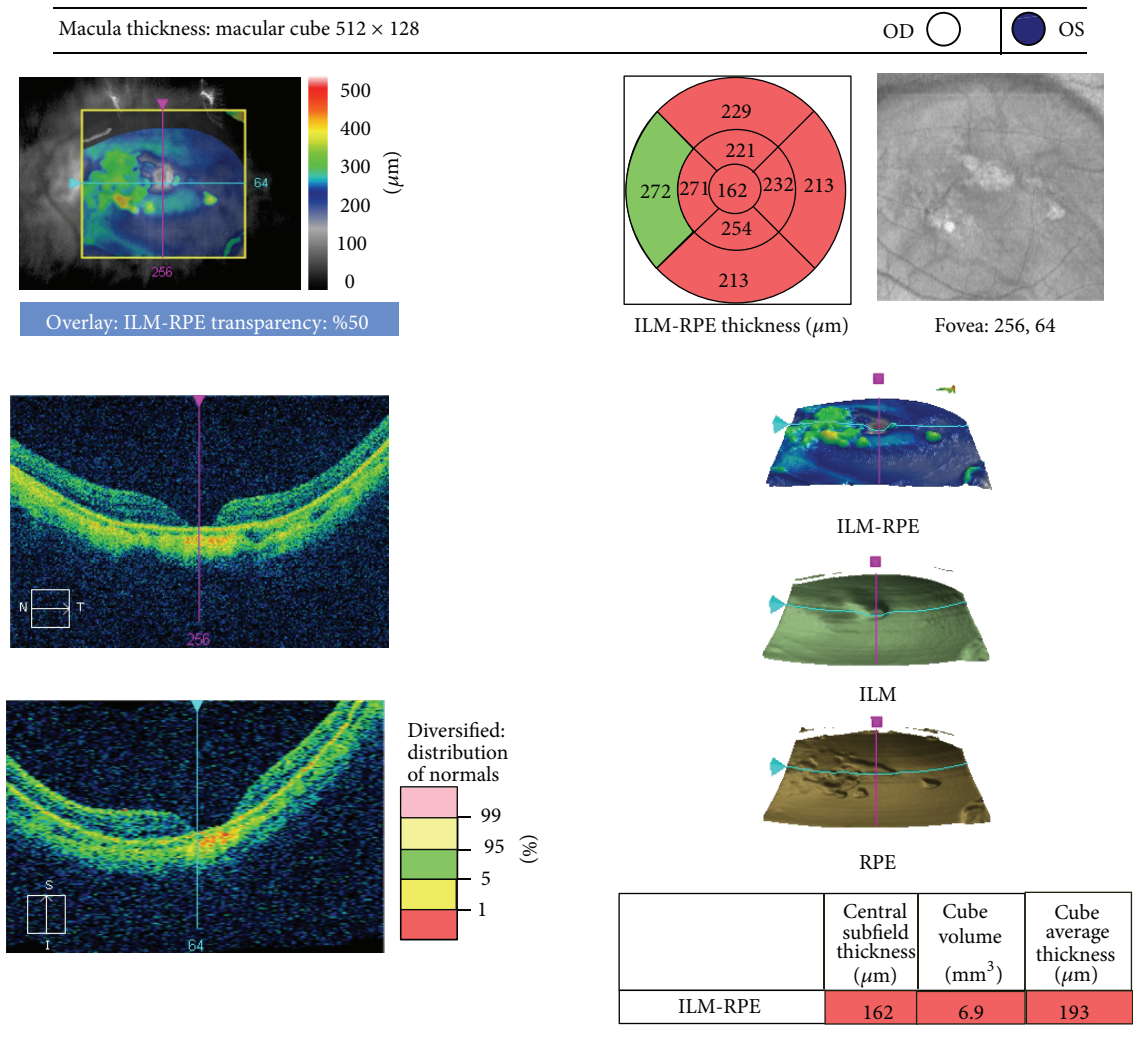 Macula thickness: macular cube 512 × 128
OD
OS
500
400
300
200
100
0
(μm)
64
256
Overlay: ILM-RPE transparency: %50
229
221
272
271
162
232
213
254
213
ILM-RPE thickness (μm)
Fovea: 256, 64
256
N
T
ILM-RPE
ILM
RPE
S
I
64
Diversified:
distribution
of normals
99
95
5
1
(%)
Central
subfield
thickness
(μm)
Cube
volume
(mm³)
Cube
average
thickness
(μm)
ILM-RPE
162
6.9
193